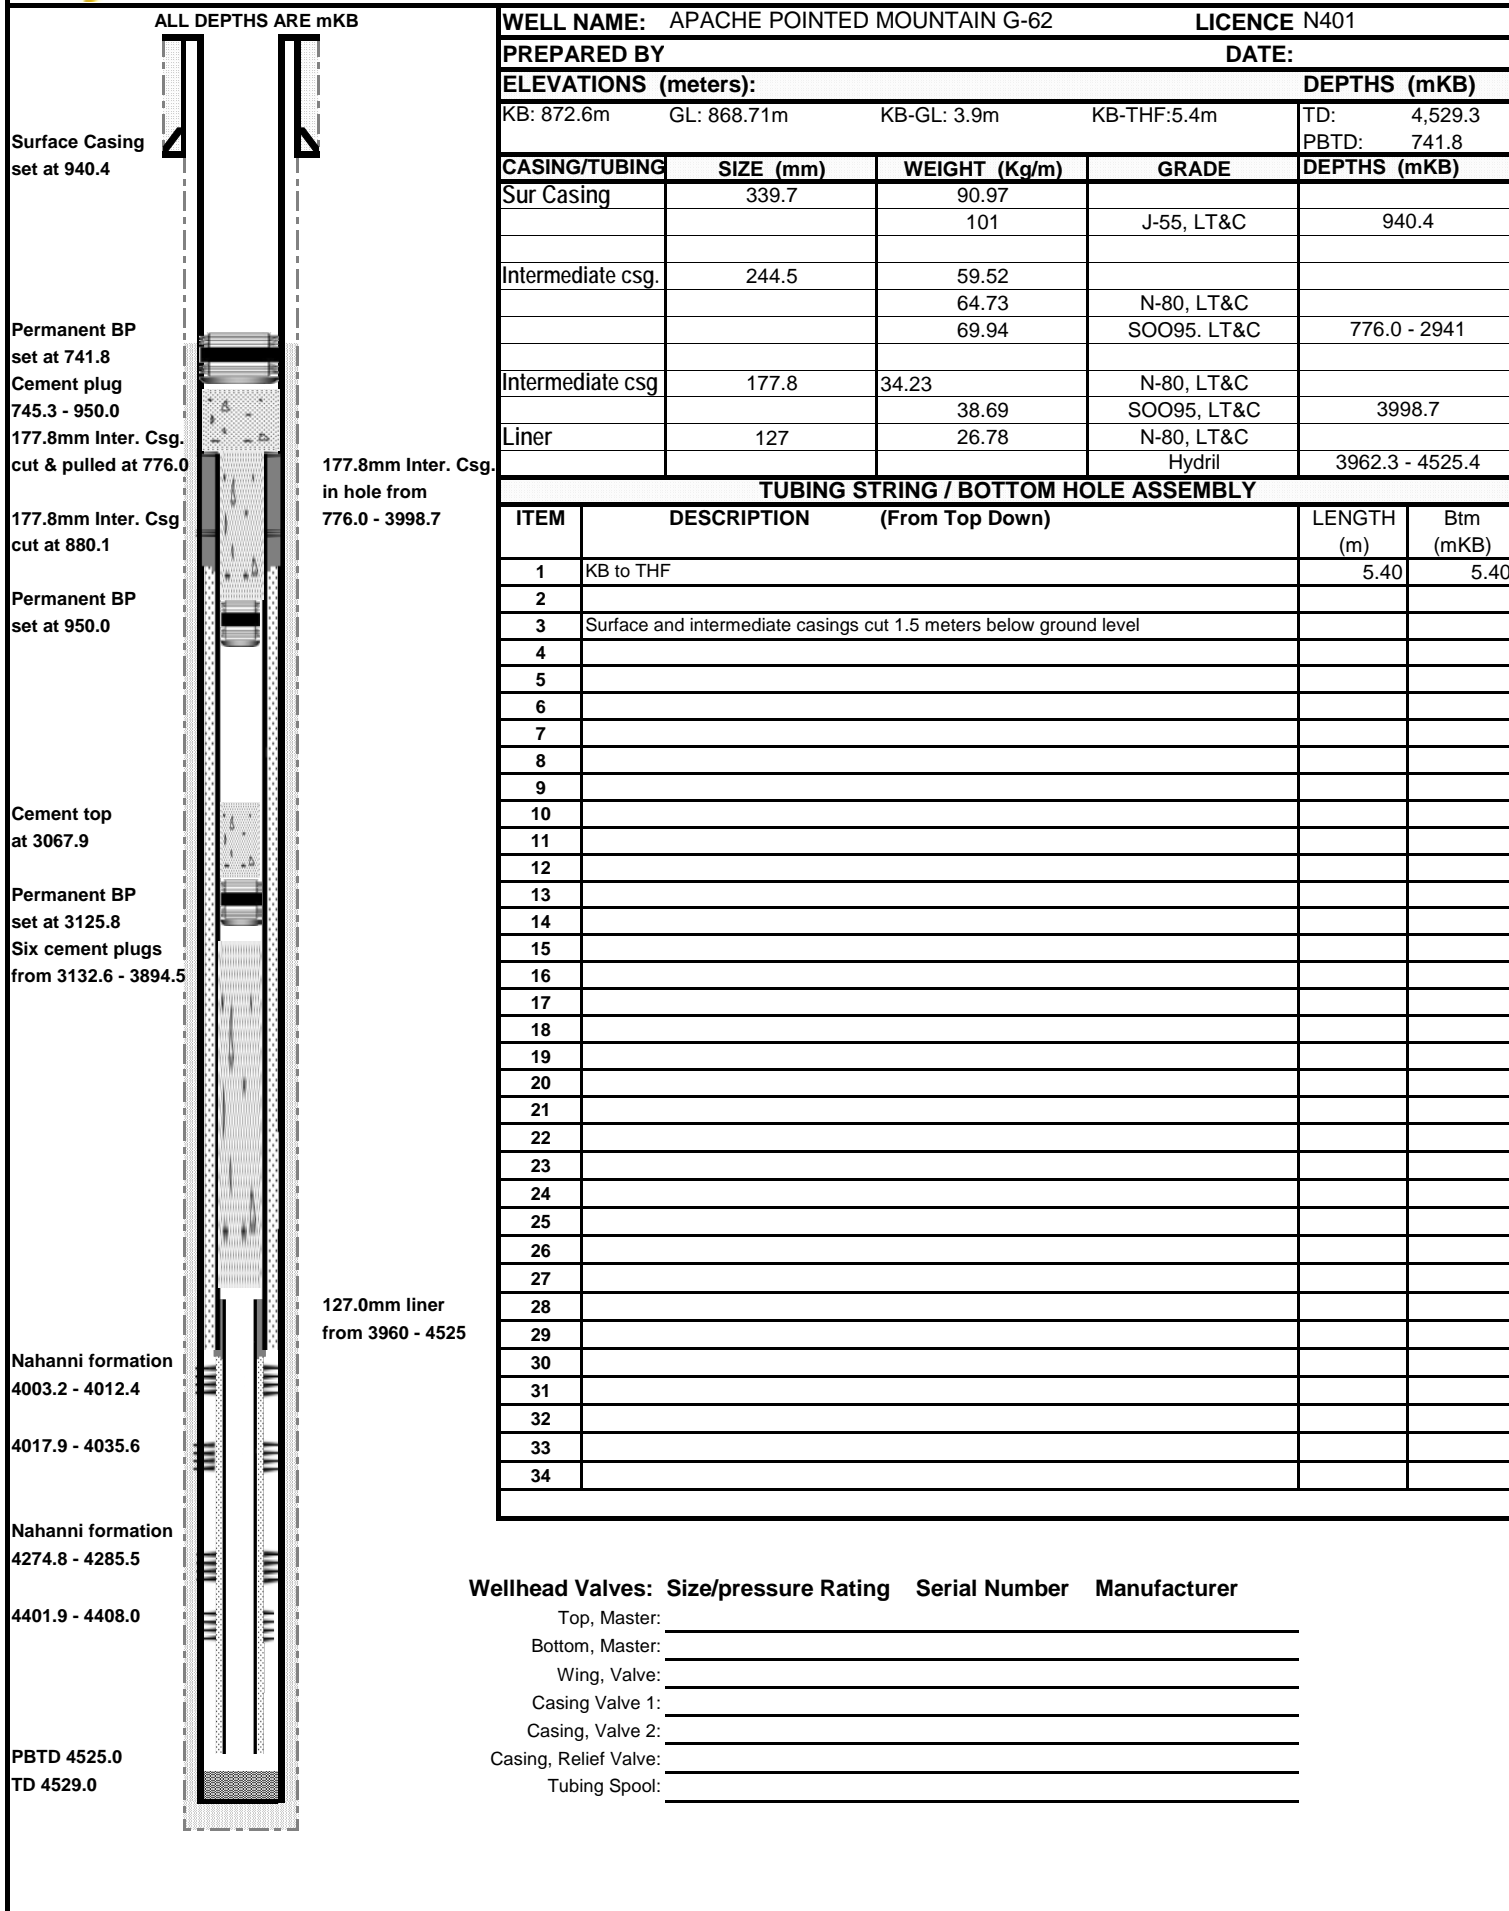 ALL DEPTHS ARE mKB
Surface Casing
set at 940.4
Permanent BP
set at 741.8
Cement plug
745.3 - 950.0
177.8mm Inter. Csg.
cut & pulled at 776.0
177.8mm Inter. Csg
cut at 880.1
Permanent BP
set at 950.0
Cement top
at 3067.9
Permanent BP
set at 3125.8
Six cement plugs
from 3132.6 - 3894.5
Nahanni formation
4003.2 - 4012.4
4017.9 - 4035.6
Nahanni formation
4274.8 - 4285.5
4401.9 - 4408.0
PBTD 4525.0
TD 4529.0
177.8mm Inter. Csg.
in hole from
776.0 - 3998.7
127.0mm liner
from 3960 - 4525
WELL NAME: APACHE POINTED MOUNTAIN G-62 LICENCE N401
PREPARED BY DATE:
ELEVATIONS (meters): DEPTHS (mKB)
KB: 872.6m GL: 868.71m KB-GL: 3.9m KB-THF:5.4m TD: 4,529.3
PBTD: 741.8
CASING/TUBING SIZE (mm) WEIGHT (Kg/m) GRADE DEPTHS (mKB)
Sur Casing 339.7 90.97
101 J-55, LT&C 940.4
Intermediate csg. 244.5 59.52
64.73 N-80, LT&C
69.94 SOO95. LT&C 776.0 - 2941
Intermediate csg 177.8 34.23 N-80, LT&C
38.69 SOO95, LT&C 3998.7
Liner 127 26.78 N-80, LT&C
Hydril 3962.3 - 4525.4
TUBING STRING / BOTTOM HOLE ASSEMBLY
ITEM DESCRIPTION (From Top Down) LENGTH Btm
(m) (mKB)
1 KB to THF 5.40 5.40
2
3 Surface and intermediate casings cut 1.5 meters below ground level
4
5
6
7
8
9
10
11
12
13
14
15
16
17
18
19
20
21
22
23
24
25
26
27
28
29
30
31
32
33
34
Wellhead Valves: Size/pressure Rating Serial Number Manufacturer
Top, Master:
Bottom, Master:
Wing, Valve:
Casing Valve 1:
Casing, Valve 2:
Casing, Relief Valve:
Tubing Spool: